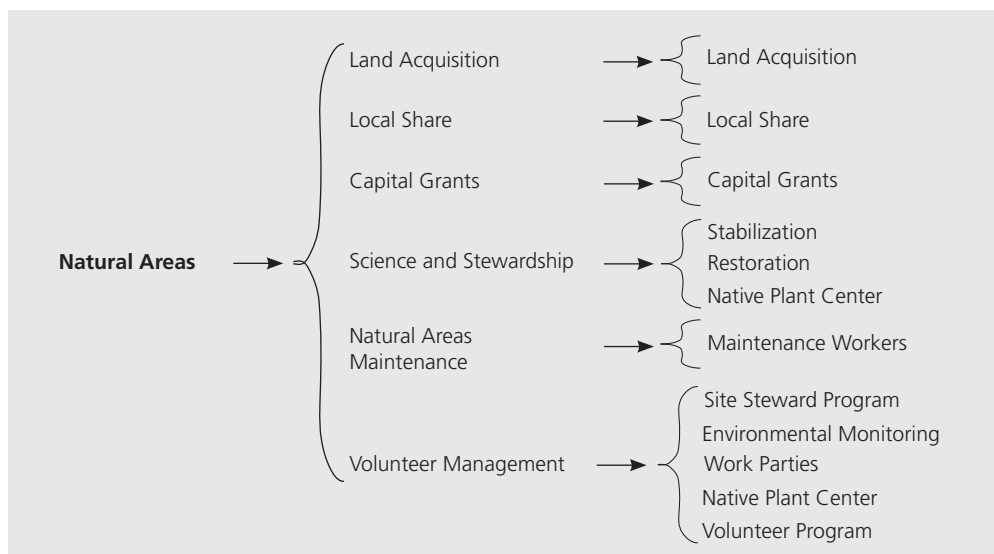 Natural Areas
Land Acquisition
Land Acquisition
Local Share
Local Share
Capital Grants
Capital Grants
Science and Stewardship
Stabilization
Restoration
Native Plant Center
Natural Areas
Maintenance
Maintenance Workers
Volunteer Management
Site Steward Program
Environmental Monitoring
Work Parties
Native Plant Center
Volunteer Program